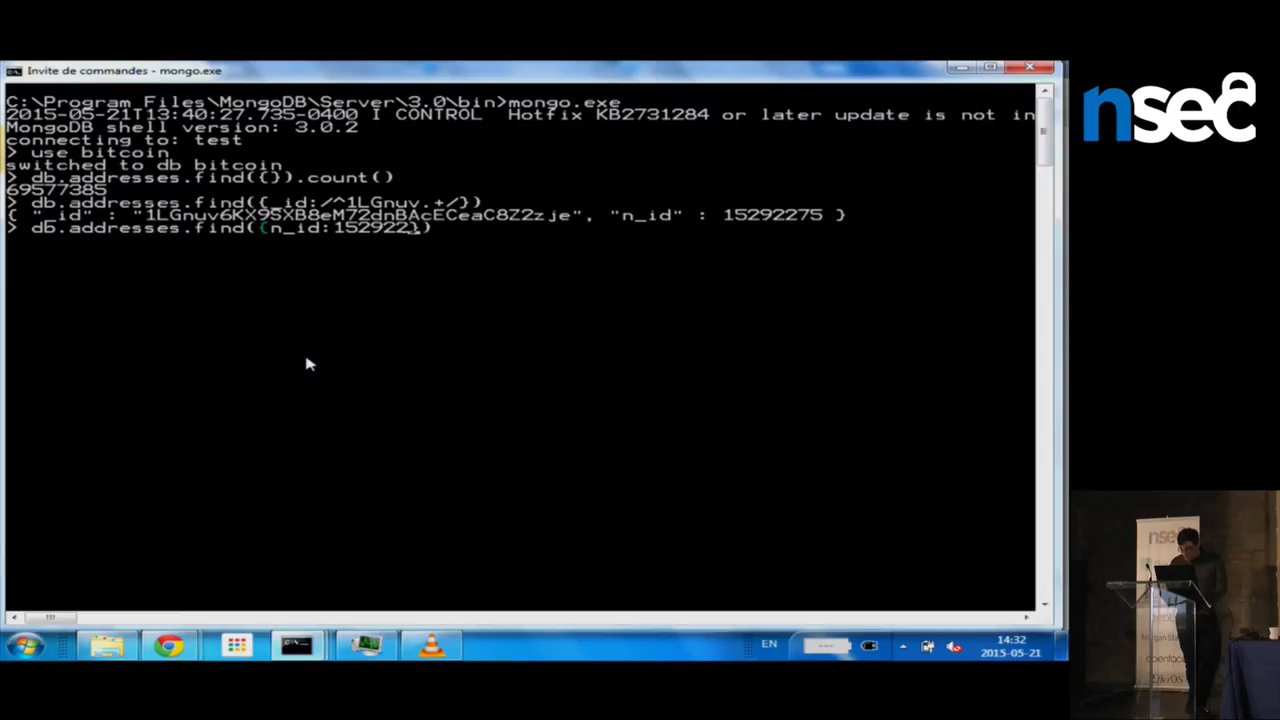 Invite de commandes - mongo.exe
C:\Program Files\MongoDB\Server\3.0\bin>mongo.exe
2015-05-21T13:40:27.735-0400 I CONTROL  Hotfix KB2731284 or later update is not in
MongoDB shell version: 3.0.2
connecting to: test
> use bitcoin
switched to db bitcoin
> db.addresses.find({}).count()
69577385
> db.addresses.find({_id:/^1LGnuv.+/})
{ "_id" : "1LGnuv6KX95XB8eM72dnBAcECeaC8Z2zje", "n_id" : 15292275 }
> db.addresses.find({n_id:152922})
EN
14:32
2015-05-21
nsec
nsec